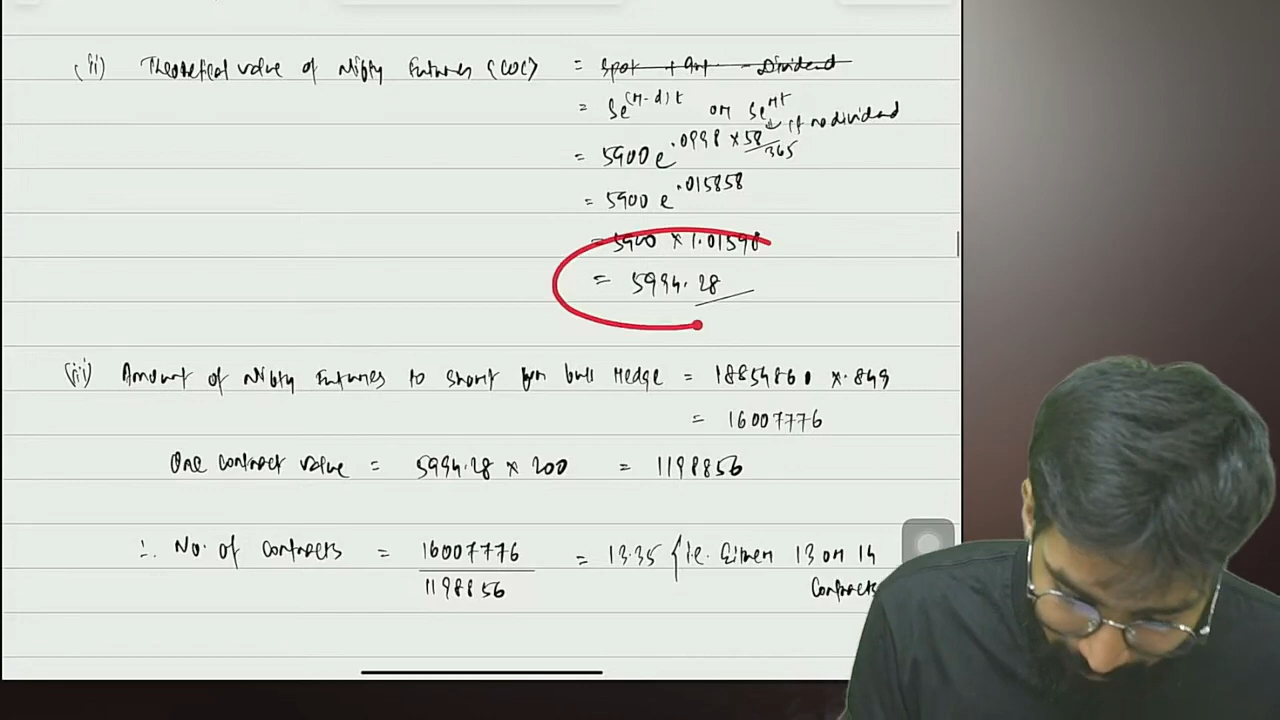 (ii) Theoretical value of Nifty Futures (COC) = Spot + Int - Dividend
= Se^(r-d)t or Se^rt
↳ if no dividend
= 5900 e^.0998 × 58/365
= 5900 e^.015858
= 5900 × 1.01598
= 5994.28
(iii) Amount of Nifty Futures to short for full Hedge = 18854860 × .849
= 16007776
One contract value = 5994.28 × 200 = 1198856
∴ No. of contracts = 16007776 / 1198856 = 13.35 {i.e. Either 13 or 14
Contracts